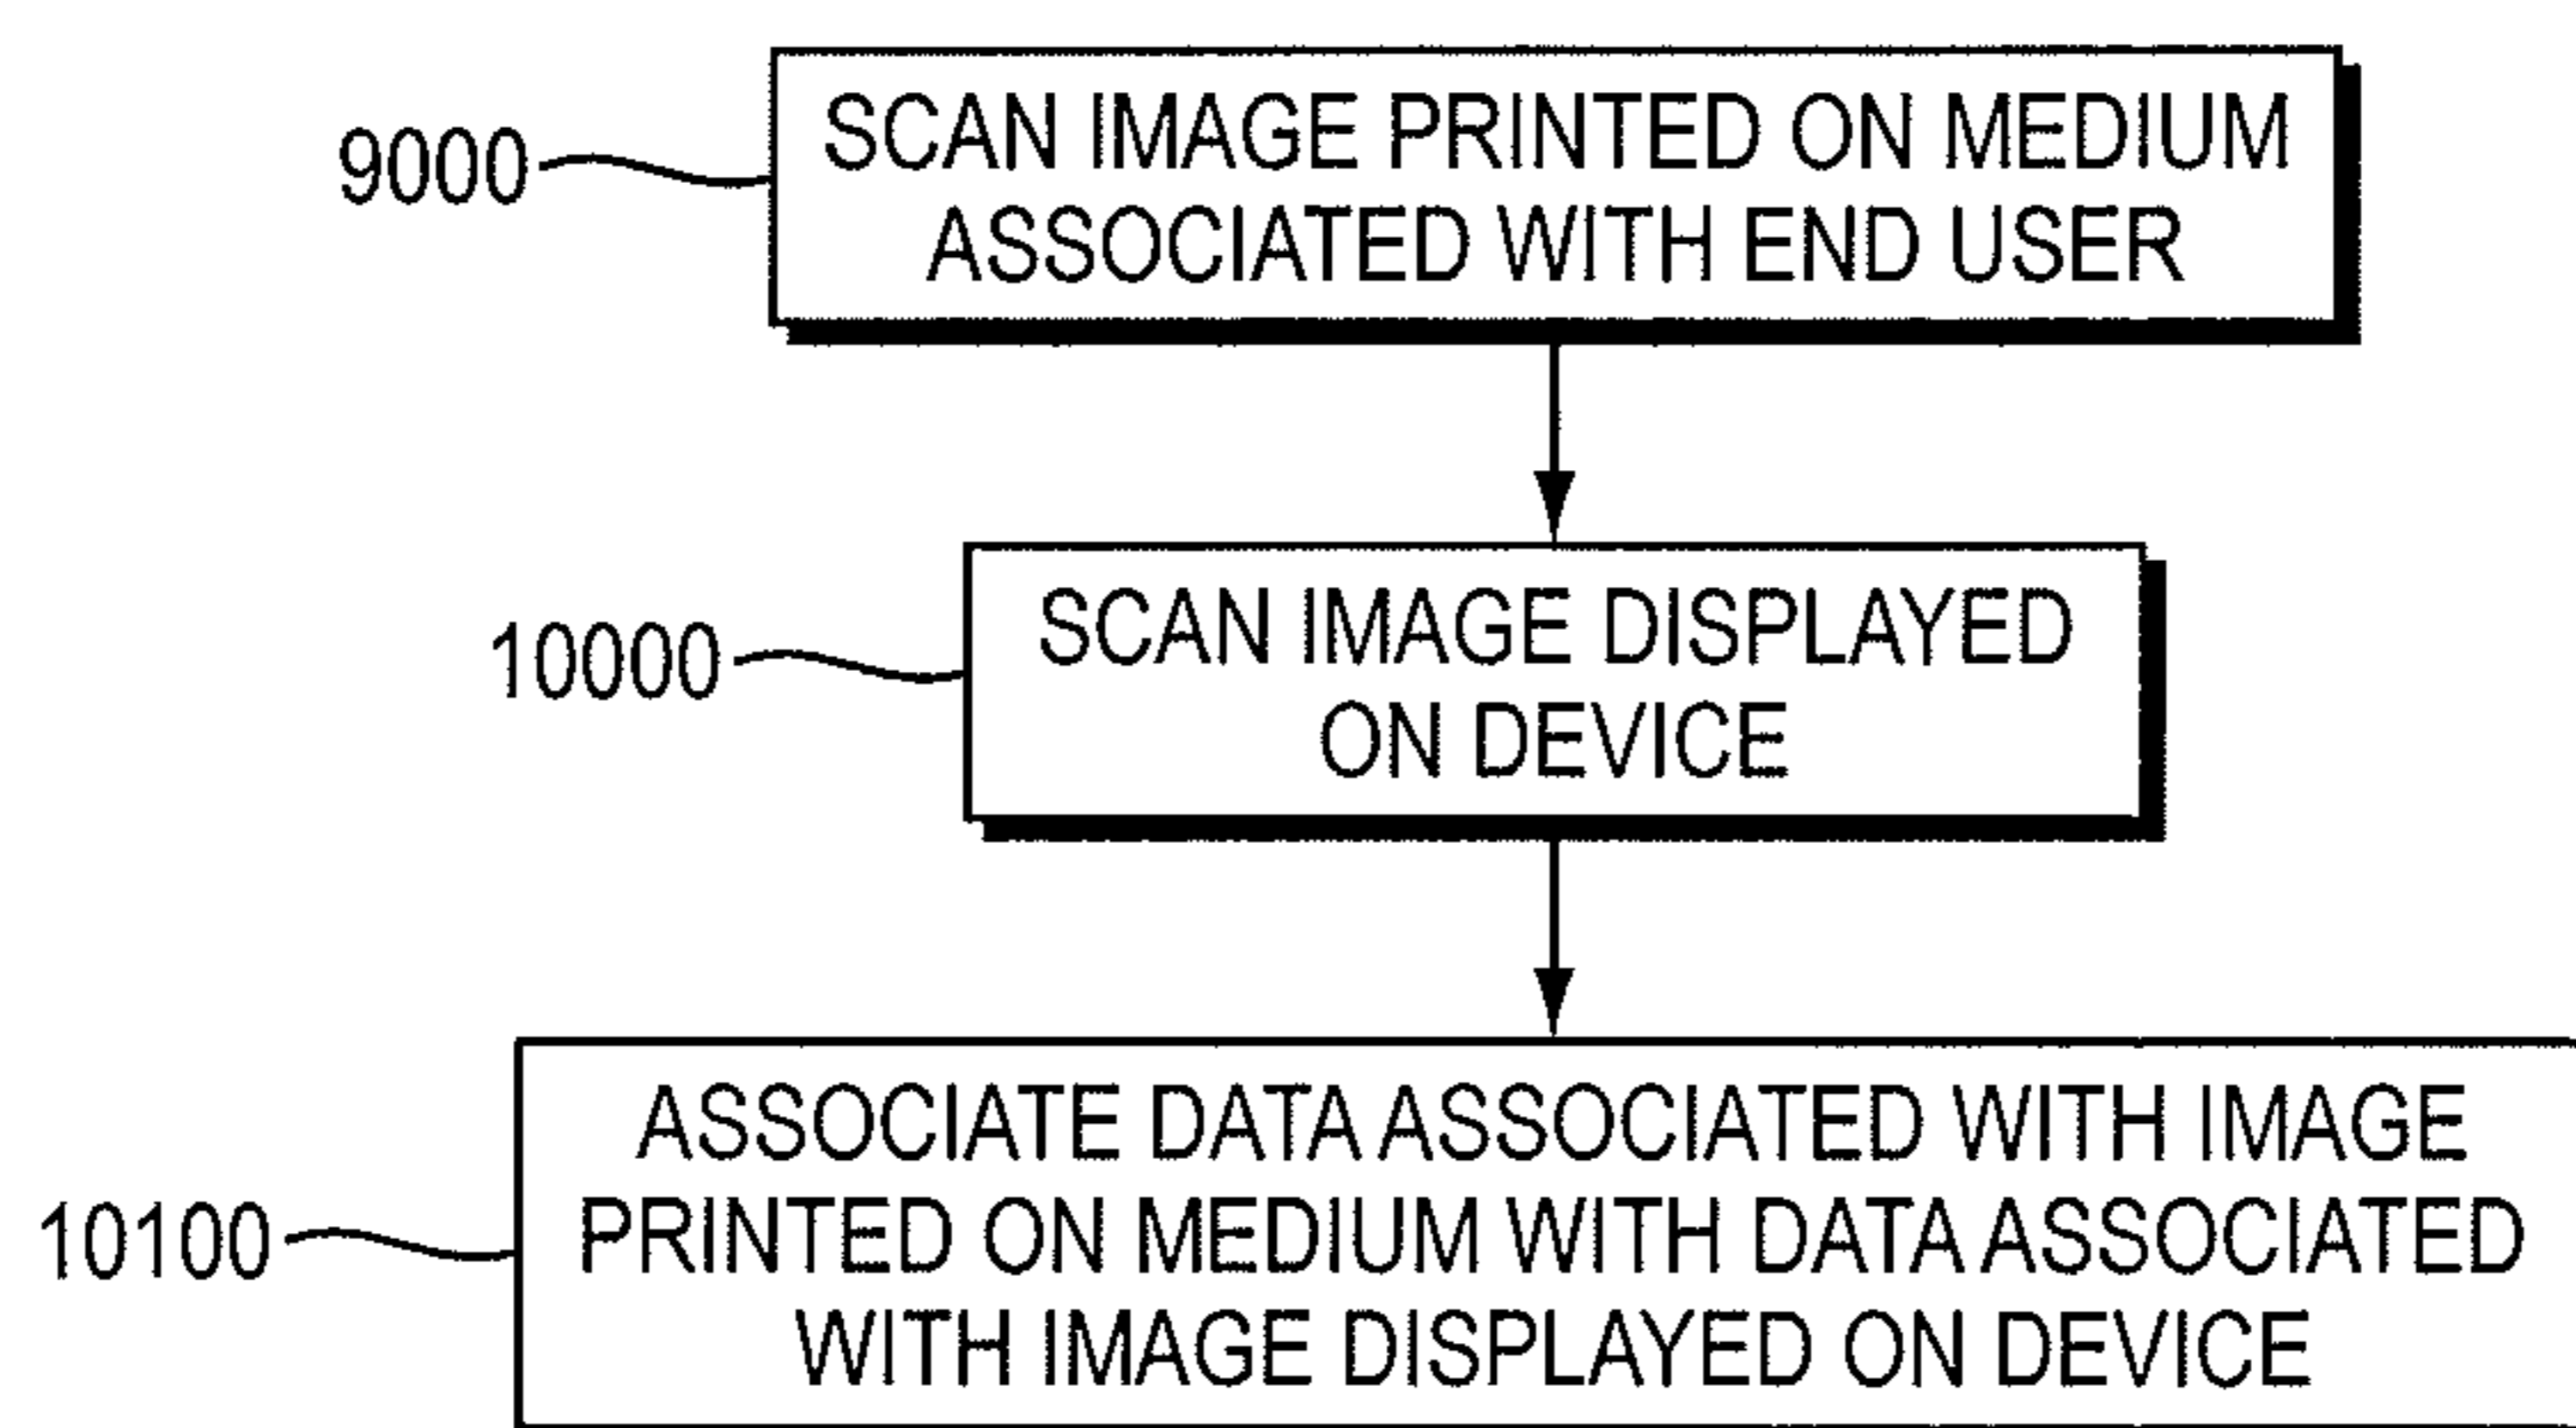 9000
SCAN IMAGE PRINTED ON MEDIUM
ASSOCIATED WITH END USER
10000
SCAN IMAGE DISPLAYED
ON DEVICE
10100
ASSOCIATE DATA ASSOCIATED WITH IMAGE
PRINTED ON MEDIUM WITH DATA ASSOCIATED
WITH IMAGE DISPLAYED ON DEVICE